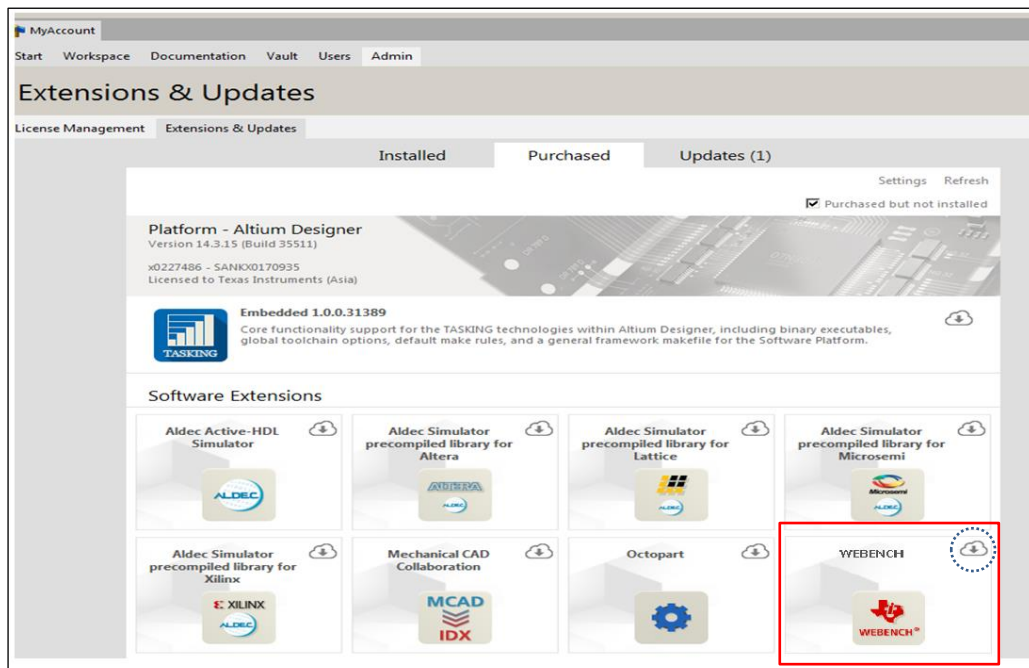 MyAccount
Start Workspace Documentation Vault Users Admin
Extensions & Updates
License Management Extensions & Updates
Installed Purchased Updates (1)
Settings Refresh
Purchased but not installed
Platform - Altium Designer
Version 14.3.15 (Build 35511)
x0227486 - SANKX0170935
Licensed to Texas Instruments (Asia)
Embedded 1.0.0.31389
Core functionality support for the TASKING technologies within Altium Designer, including binary executables,
global toolchain options, default make rules, and a general framework makefile for the Software Platform.
TASKING
Software Extensions
Aldec Active-HDL
Simulator
ALDEC
Aldec Simulator
precompiled library for
Altera
ALTERA
ALDEC
Aldec Simulator
precompiled library for
Lattice
ALDEC
Aldec Simulator
precompiled library for
Microsemi
Microsemi
ALDEC
Aldec Simulator
precompiled library for
Xilinx
XILINX
ALDEC
Mechanical CAD
Collaboration
MCAD
IDX
Octopart
WEBENCH
WEBENCH®